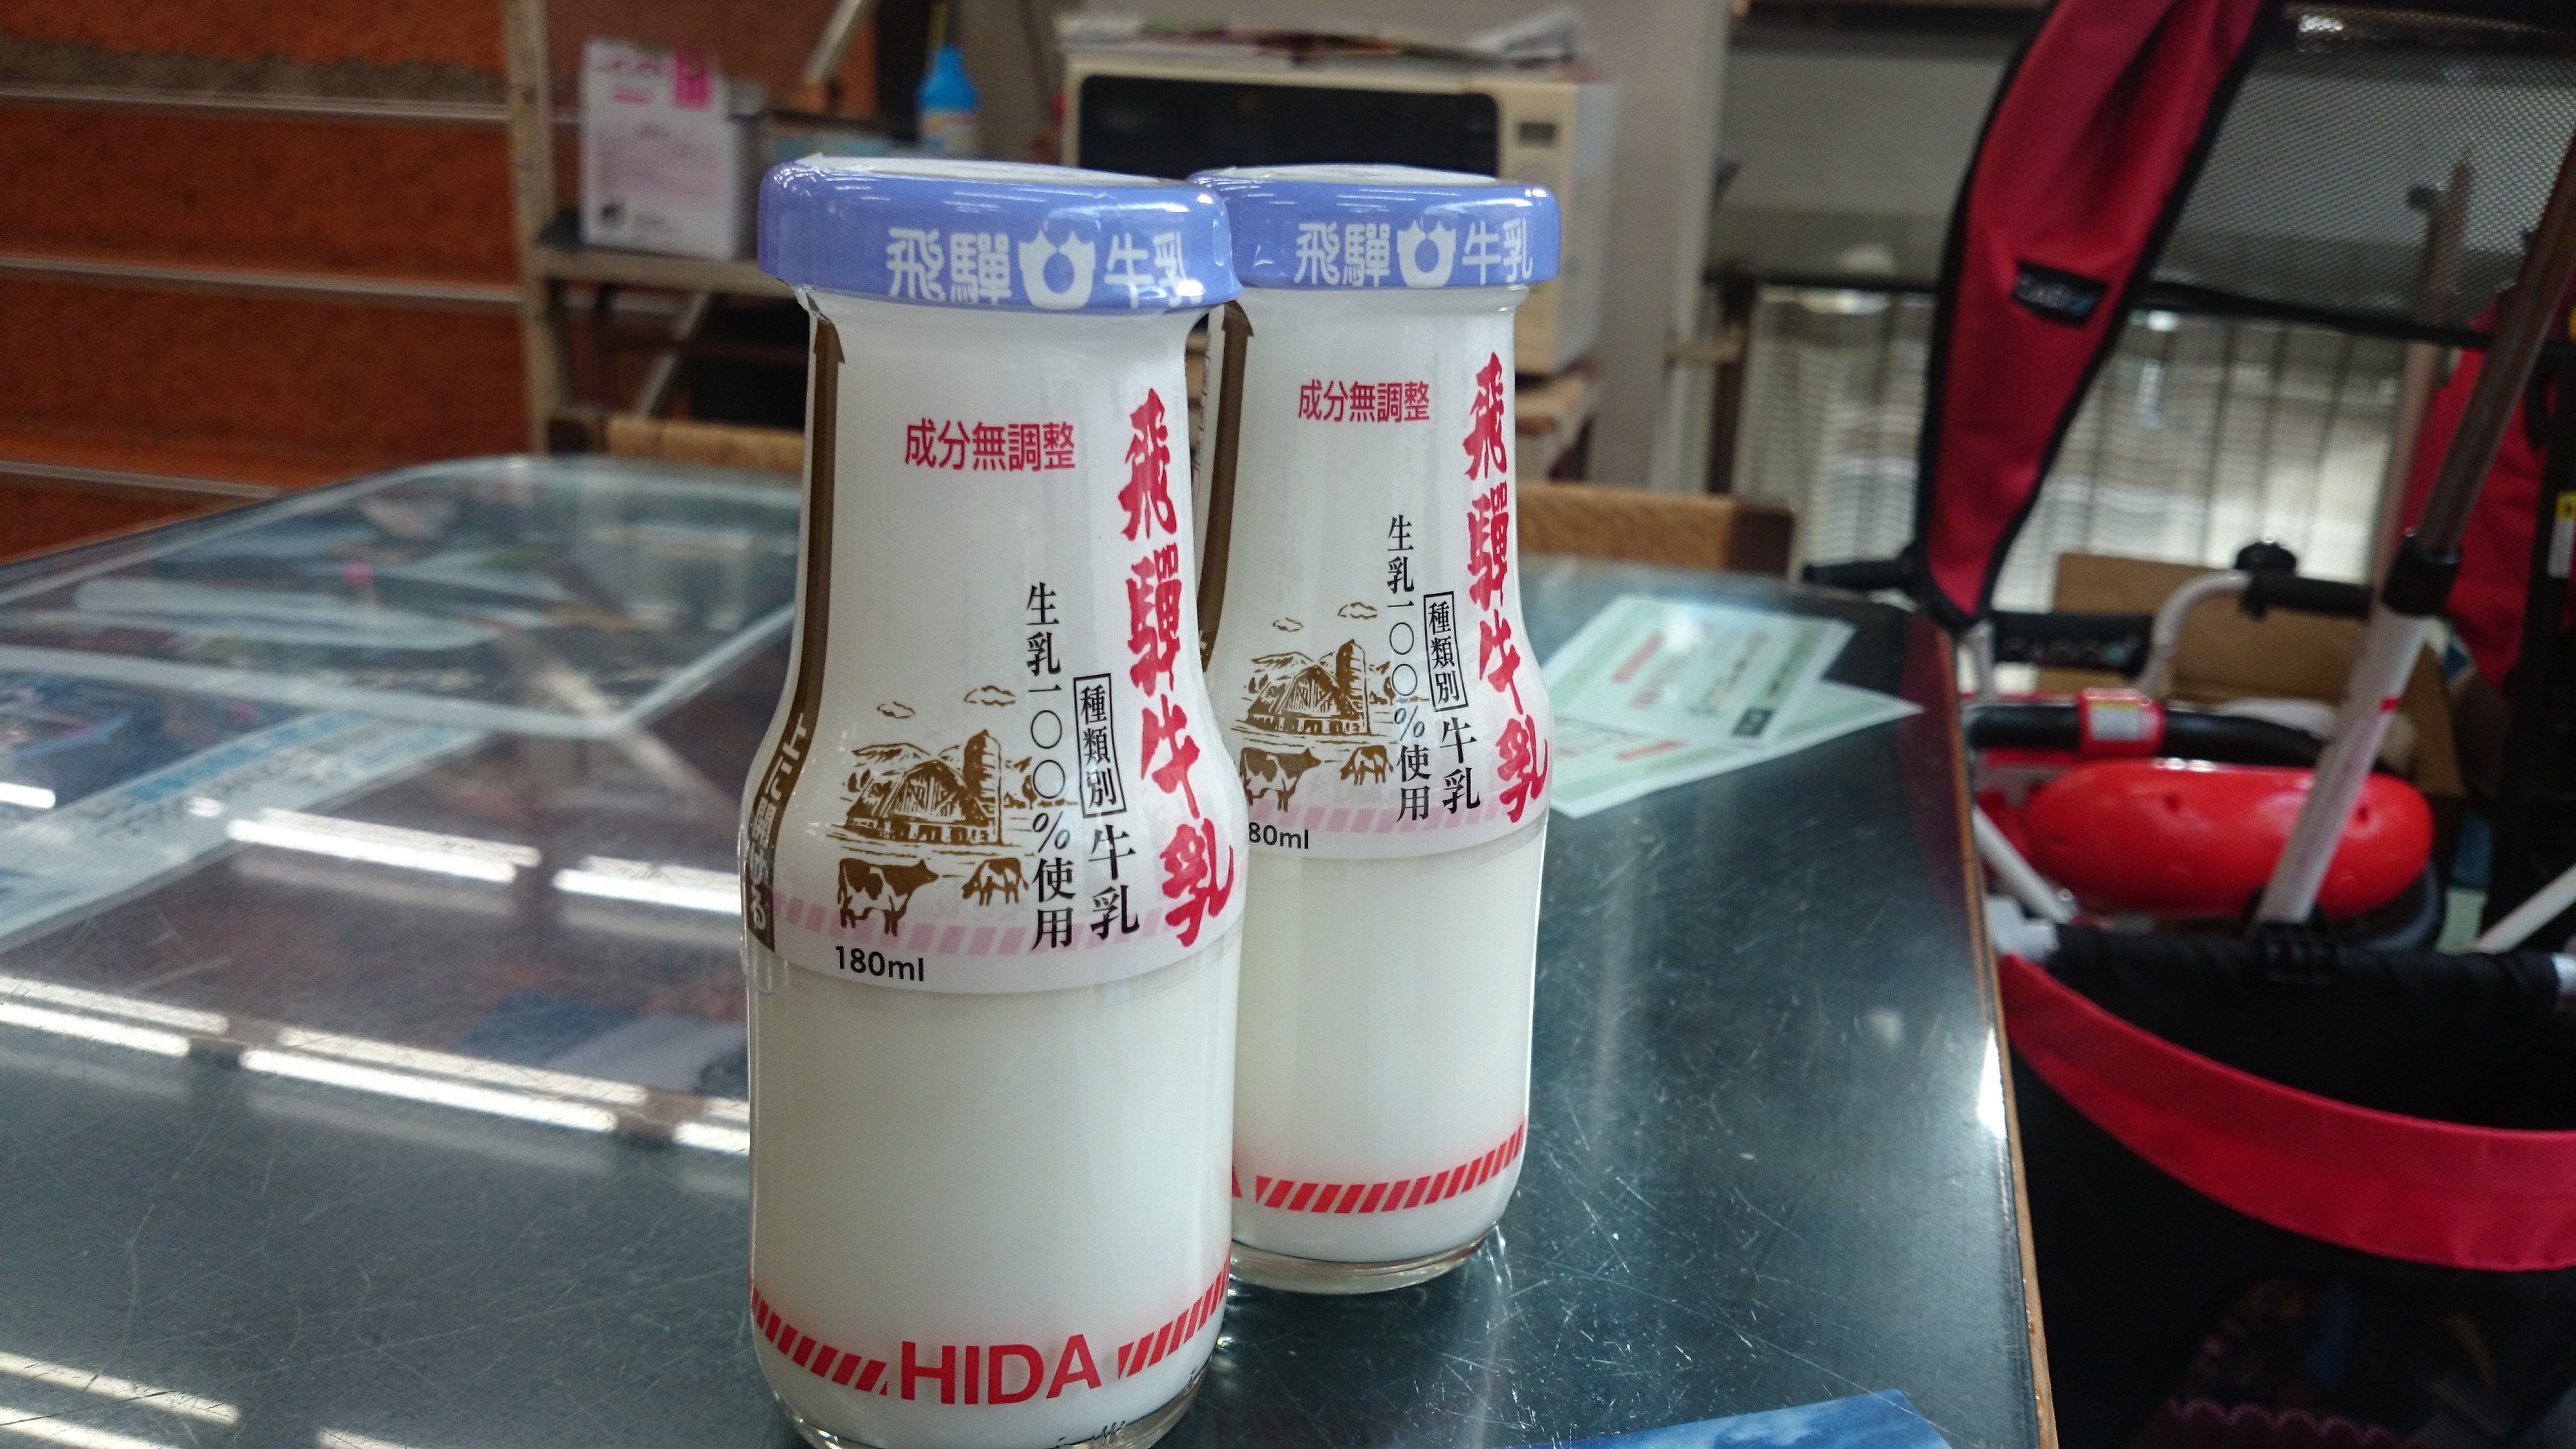 飛騨牛乳
成分無調整
飛騨牛乳
種類別 牛乳
生乳一〇〇%使用
180ml
HIDA
飛騨牛乳
成分無調整
飛騨牛乳
種類別 牛乳
生乳一〇〇%使用
80ml